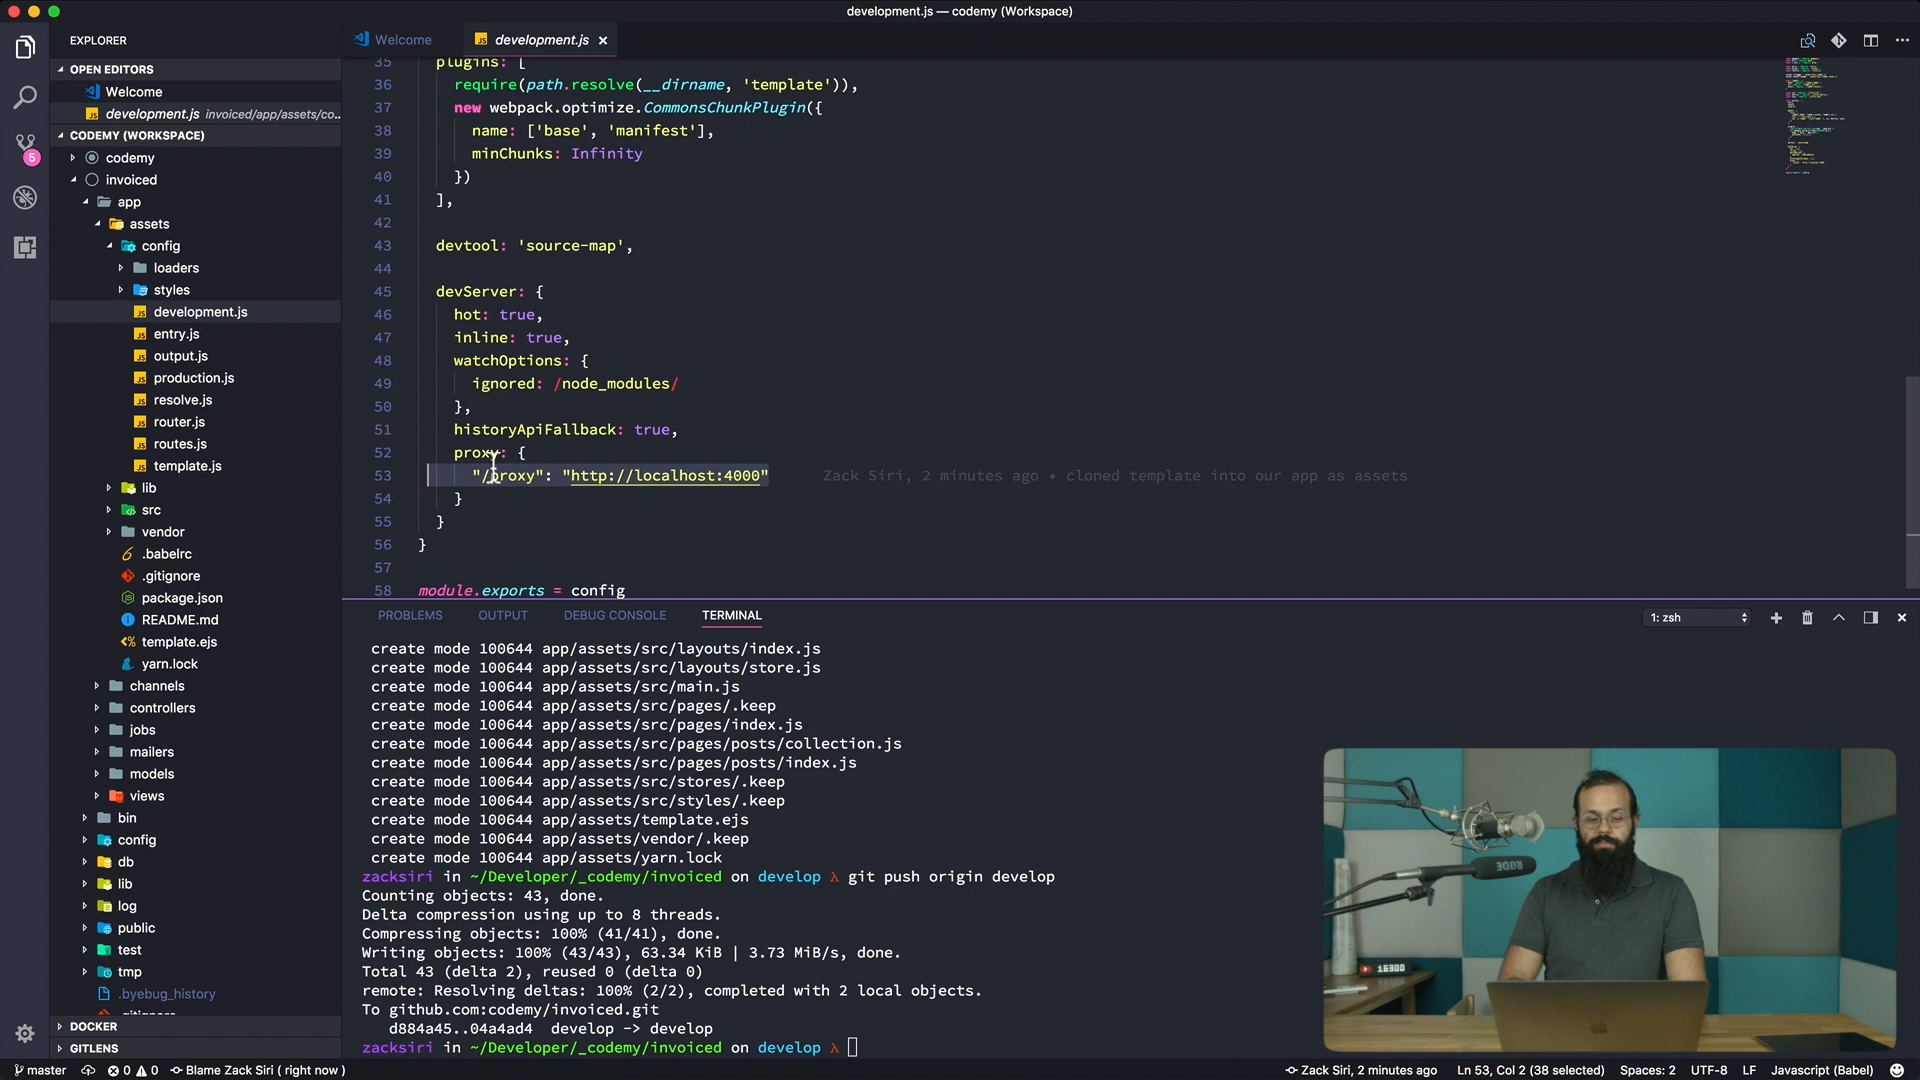 development.js — codemy (Workspace)
EXPLORER
OPEN EDITORS
Welcome
development.js invoiced/app/assets/co...
CODEMY (WORKSPACE)
codemy
invoiced
app
assets
config
loaders
styles
development.js
entry.js
output.js
production.js
resolve.js
router.js
routes.js
template.js
lib
src
vendor
.babelrc
.gitignore
package.json
README.md
template.ejs
yarn.lock
channels
controllers
jobs
mailers
models
views
bin
config
db
lib
log
public
test
tmp
.byebug_history
DOCKER
GITLENS
5
Welcome
development.js
35 plugins: [
36 require(path.resolve(__dirname, 'template')),
37 new webpack.optimize.CommonsChunkPlugin({
38 name: ['base', 'manifest'],
39 minChunks: Infinity
40 })
41 ],
42
43 devtool: 'source-map',
44
45 devServer: {
46 hot: true,
47 inline: true,
48 watchOptions: {
49 ignored: /node_modules/
50 },
51 historyApiFallback: true,
52 proxy: {
53 "/proxy": "http://localhost:4000" Zack Siri, 2 minutes ago • cloned template into our app as assets
54 }
55 }
56 }
57
58 module.exports = config
PROBLEMS OUTPUT DEBUG CONSOLE TERMINAL 1: zsh
create mode 100644 app/assets/src/layouts/index.js
create mode 100644 app/assets/src/layouts/store.js
create mode 100644 app/assets/src/main.js
create mode 100644 app/assets/src/pages/.keep
create mode 100644 app/assets/src/pages/index.js
create mode 100644 app/assets/src/pages/posts/collection.js
create mode 100644 app/assets/src/pages/posts/index.js
create mode 100644 app/assets/src/stores/.keep
create mode 100644 app/assets/src/styles/.keep
create mode 100644 app/assets/template.ejs
create mode 100644 app/assets/vendor/.keep
create mode 100644 app/assets/yarn.lock
zacksiri in ~/Developer/_codemy/invoiced on develop λ git push origin develop
Counting objects: 43, done.
Delta compression using up to 8 threads.
Compressing objects: 100% (41/41), done.
Writing objects: 100% (43/43), 63.34 KiB | 3.73 MiB/s, done.
Total 43 (delta 2), reused 0 (delta 0)
remote: Resolving deltas: 100% (2/2), completed with 2 local objects.
To github.com:codemy/invoiced.git
d884a45..04a4ad4 develop -> develop
zacksiri in ~/Developer/_codemy/invoiced on develop λ
RØDE
16300
master 0 0 Blame Zack Siri ( right now ) Zack Siri, 2 minutes ago Ln 53, Col 2 (38 selected) Spaces: 2 UTF-8 LF Javascript (Babel)